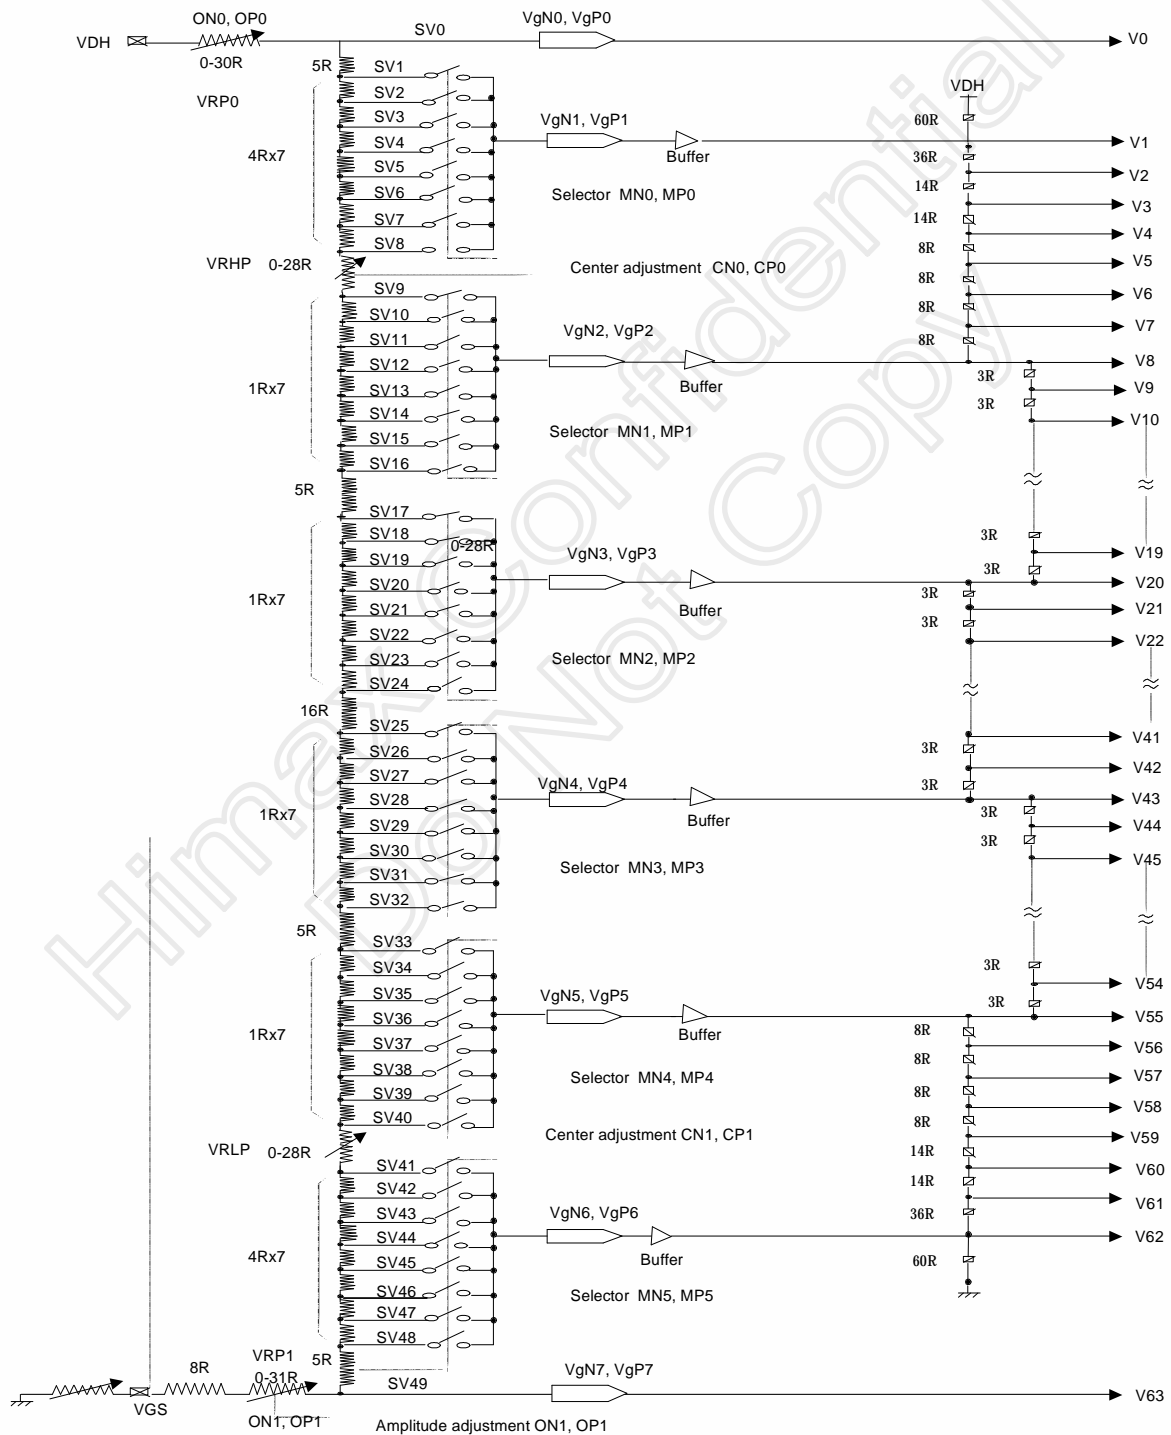 ON0, OP0
VgN0, VgP0
SV0
VDH
V0
0-30R
5R
SV1
VRP0
SV2
VDH
SV3
VgN1, VgP1
60R
4Rx7
SV4
Buffer
V1
SV5
36R
V2
SV6
Selector MN0, MP0
14R
V3
SV7
14R
V4
SV8
8R
VRHP
0-28R
Center adjustment CN0, CP0
V5
8R
SV9
V6
SV10
8R
VgN2, VgP2
V7
SV11
8R
SV12
V8
1Rx7
SV13
Buffer
3R
V9
SV14
3R
V10
SV15
Selector MN1, MP1
SV16
5R
SV17
SV18
0-28R
3R
SV19
VgN3, VgP3
V19
3R
1Rx7
SV20
V20
SV21
Buffer
3R
V21
SV22
3R
V22
SV23
Selector MN2, MP2
SV24
16R
SV25
V41
SV26
3R
V42
SV27
VgN4, VgP4
3R
1Rx7
SV28
V43
SV29
Buffer
3R
V44
SV30
3R
V45
SV31
Selector MN3, MP3
SV32
5R
SV33
SV34
3R
SV35
V54
VgN5, VgP5
3R
SV36
V55
1Rx7
SV37
Buffer
8R
V56
SV38
8R
Selector MN4, MP4
V57
SV39
8R
V58
SV40
8R
VRLP
0-28R
Center adjustment CN1, CP1
V59
14R
SV41
V60
SV42
14R
V61
SV43
VgN6, VgP6
36R
SV44
V62
4Rx7
SV45
Buffer
60R
SV46
Selector MN5, MP5
SV47
SV48
VRP1
5R
8R
0-31R
VgN7, VgP7
SV49
V63
VGS
ON1, OP1
Amplitude adjustment ON1, OP1
Himax Confidential
Do Not Copy